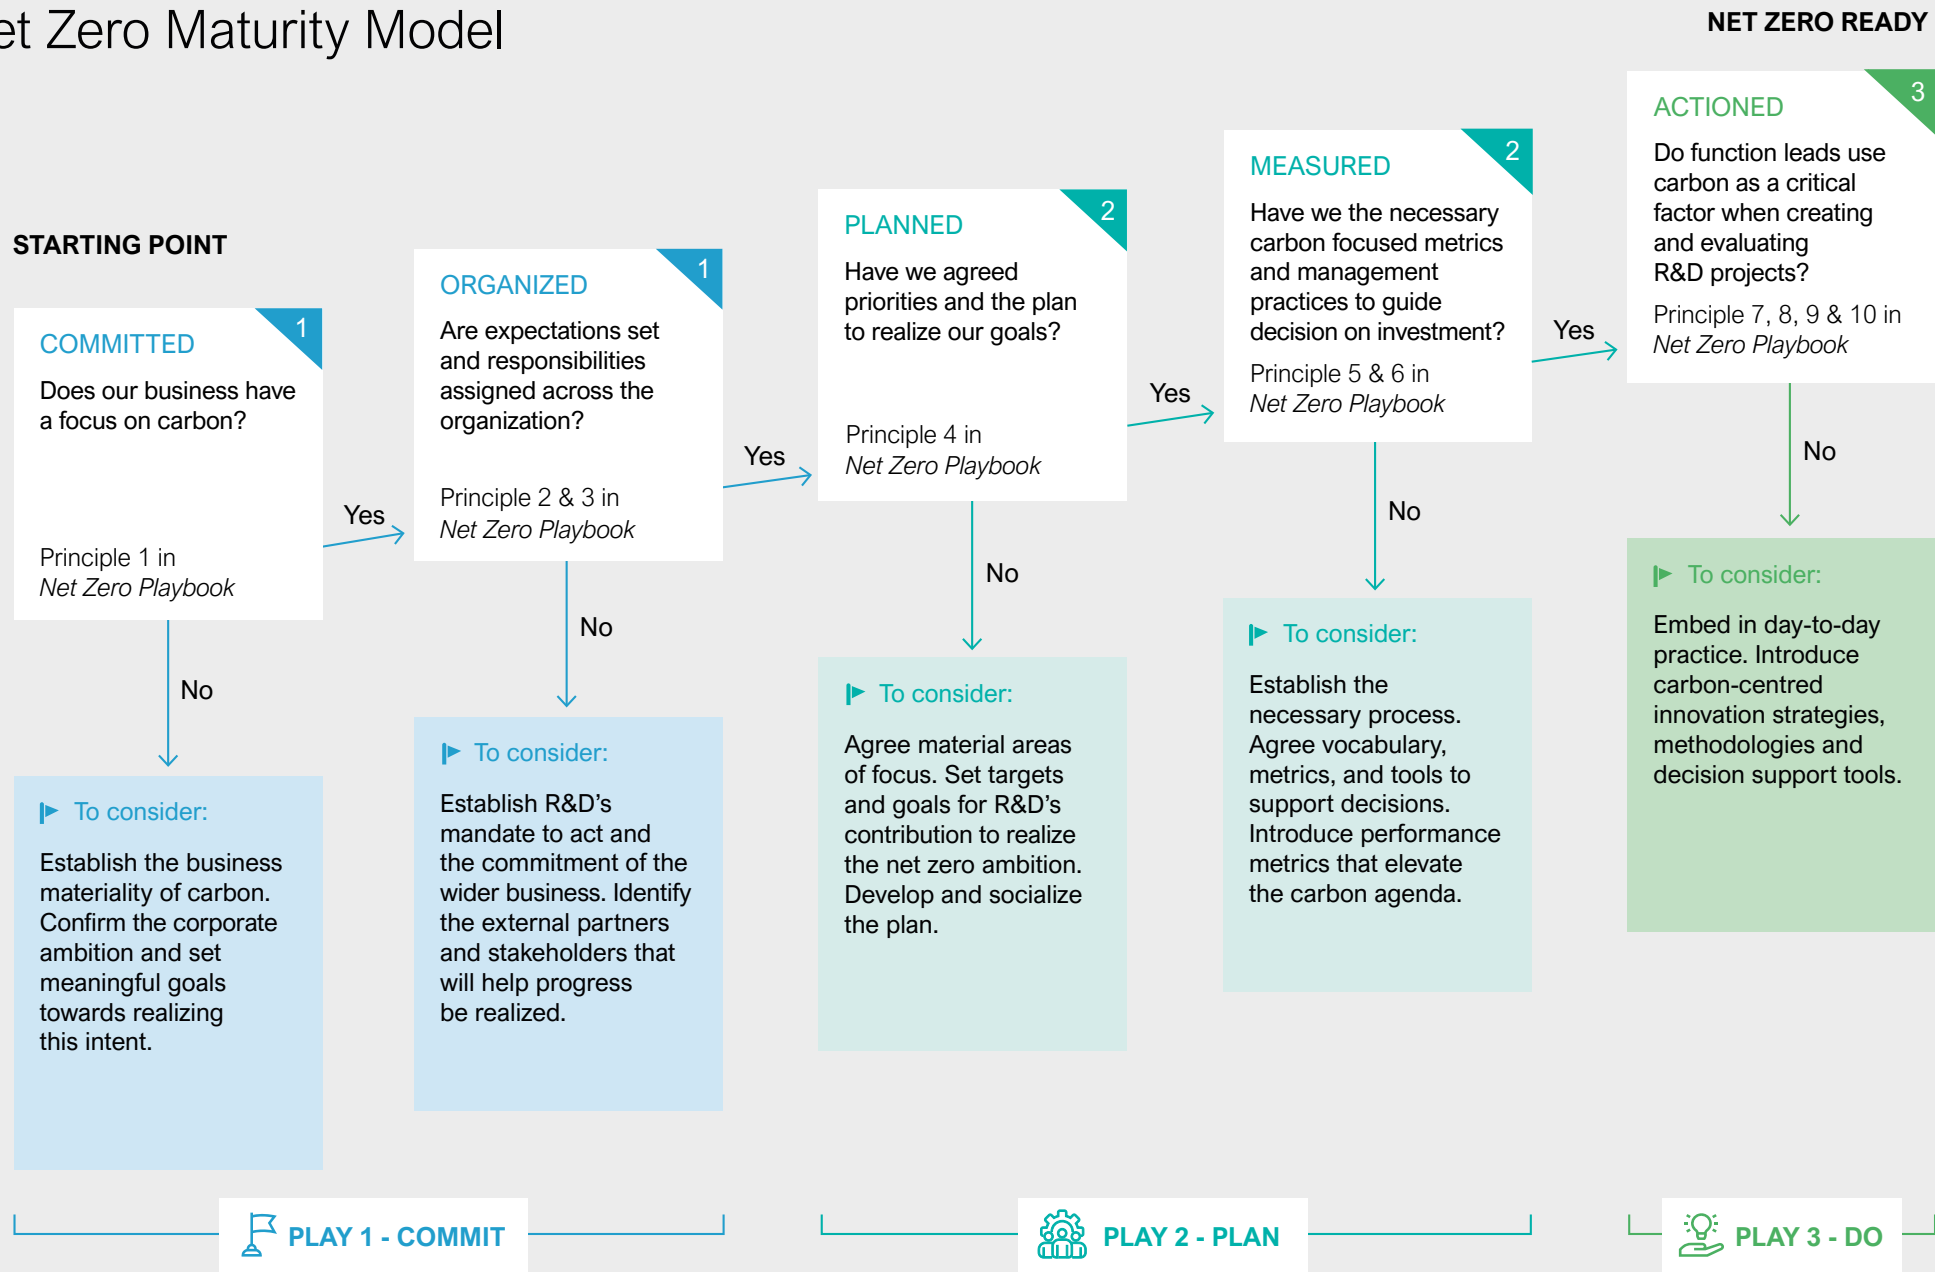 et Zero Maturity Model
NET ZERO READY
STARTING POINT
1
COMMITTED
Does our business have
a focus on carbon?
Principle 1 in
Net Zero Playbook
Yes
No
To consider:
Establish the business
materiality of carbon.
Confirm the corporate
ambition and set
meaningful goals
towards realizing
this intent.
1
ORGANIZED
Are expectations set
and responsibilities
assigned across the
organization?
Principle 2 & 3 in
Net Zero Playbook
Yes
No
To consider:
Establish R&D's
mandate to act and
the commitment of the
wider business. Identify
the external partners
and stakeholders that
will help progress
be realized.
2
PLANNED
Have we agreed
priorities and the plan
to realize our goals?
Principle 4 in
Net Zero Playbook
Yes
No
To consider:
Agree material areas
of focus. Set targets
and goals for R&D's
contribution to realize
the net zero ambition.
Develop and socialize
the plan.
2
MEASURED
Have we the necessary
carbon focused metrics
and management
practices to guide
decision on investment?
Principle 5 & 6 in
Net Zero Playbook
Yes
No
To consider:
Establish the
necessary process.
Agree vocabulary,
metrics, and tools to
support decisions.
Introduce performance
metrics that elevate
the carbon agenda.
3
ACTIONED
Do function leads use
carbon as a critical
factor when creating
and evaluating
R&D projects?
Principle 7, 8, 9 & 10 in
Net Zero Playbook
No
To consider:
Embed in day-to-day
practice. Introduce
carbon-centred
innovation strategies,
methodologies and
decision support tools.
PLAY 1 - COMMIT
PLAY 2 - PLAN
PLAY 3 - DO